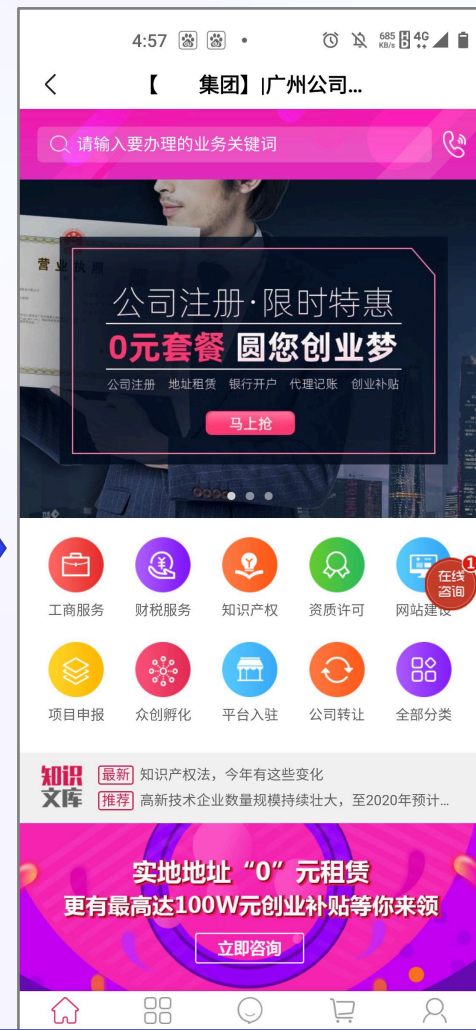 4:57
685 KB/s 4G
【 集团】|广州公司...
请输入要办理的业务关键词
营业执照
公司注册·限时特惠
0元套餐 圆您创业梦
公司注册 地址租赁 银行开户 代理记账 创业补贴
马上抢
工商服务 财税服务 知识产权 资质许可 网站建设
在线咨询
1
项目申报 众创孵化 平台入驻 公司转让 全部分类
知识文库
最新 知识产权法，今年有这些变化
推荐 高新技术企业数量规模持续壮大，至2020年预计...
实地地址“0”元租赁
更有最高达100W元创业补贴等你来领
立即咨询